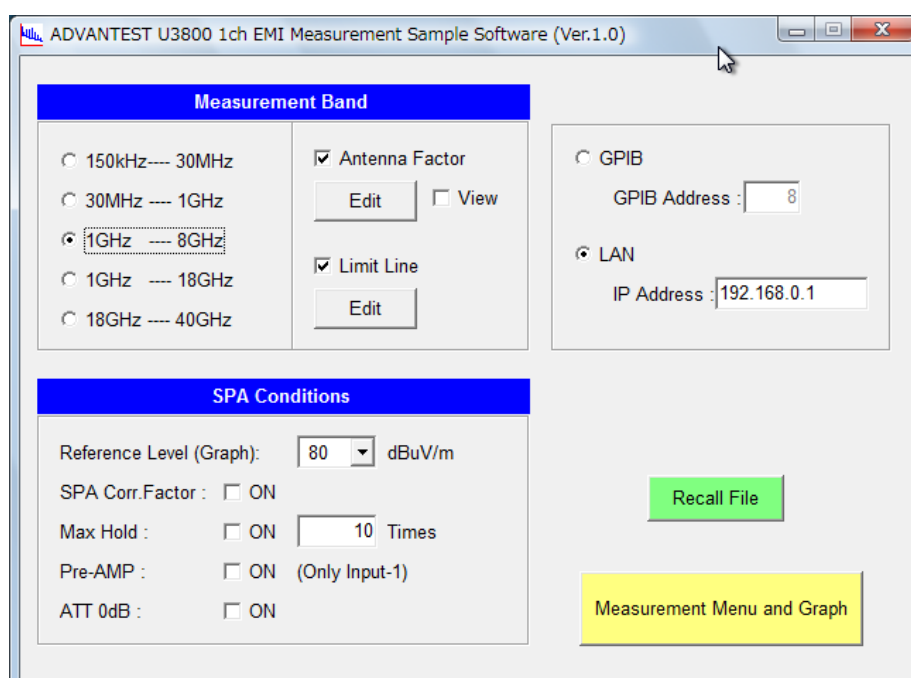 ADVANTEST U3800 1ch EMI Measurement Sample Software (Ver.1.0)
Measurement Band
150kHz---- 30MHz
30MHz ---- 1GHz
1GHz ---- 8GHz
1GHz ---- 18GHz
18GHz ---- 40GHz
Antenna Factor
Edit View
Limit Line
Edit
GPIB
GPIB Address : 8
LAN
IP Address : 192.168.0.1
SPA Conditions
Reference Level (Graph): 80 dBuV/m
SPA Corr.Factor : ON
Max Hold : ON 10 Times
Pre-AMP : ON (Only Input-1)
ATT 0dB : ON
Recall File
Measurement Menu and Graph